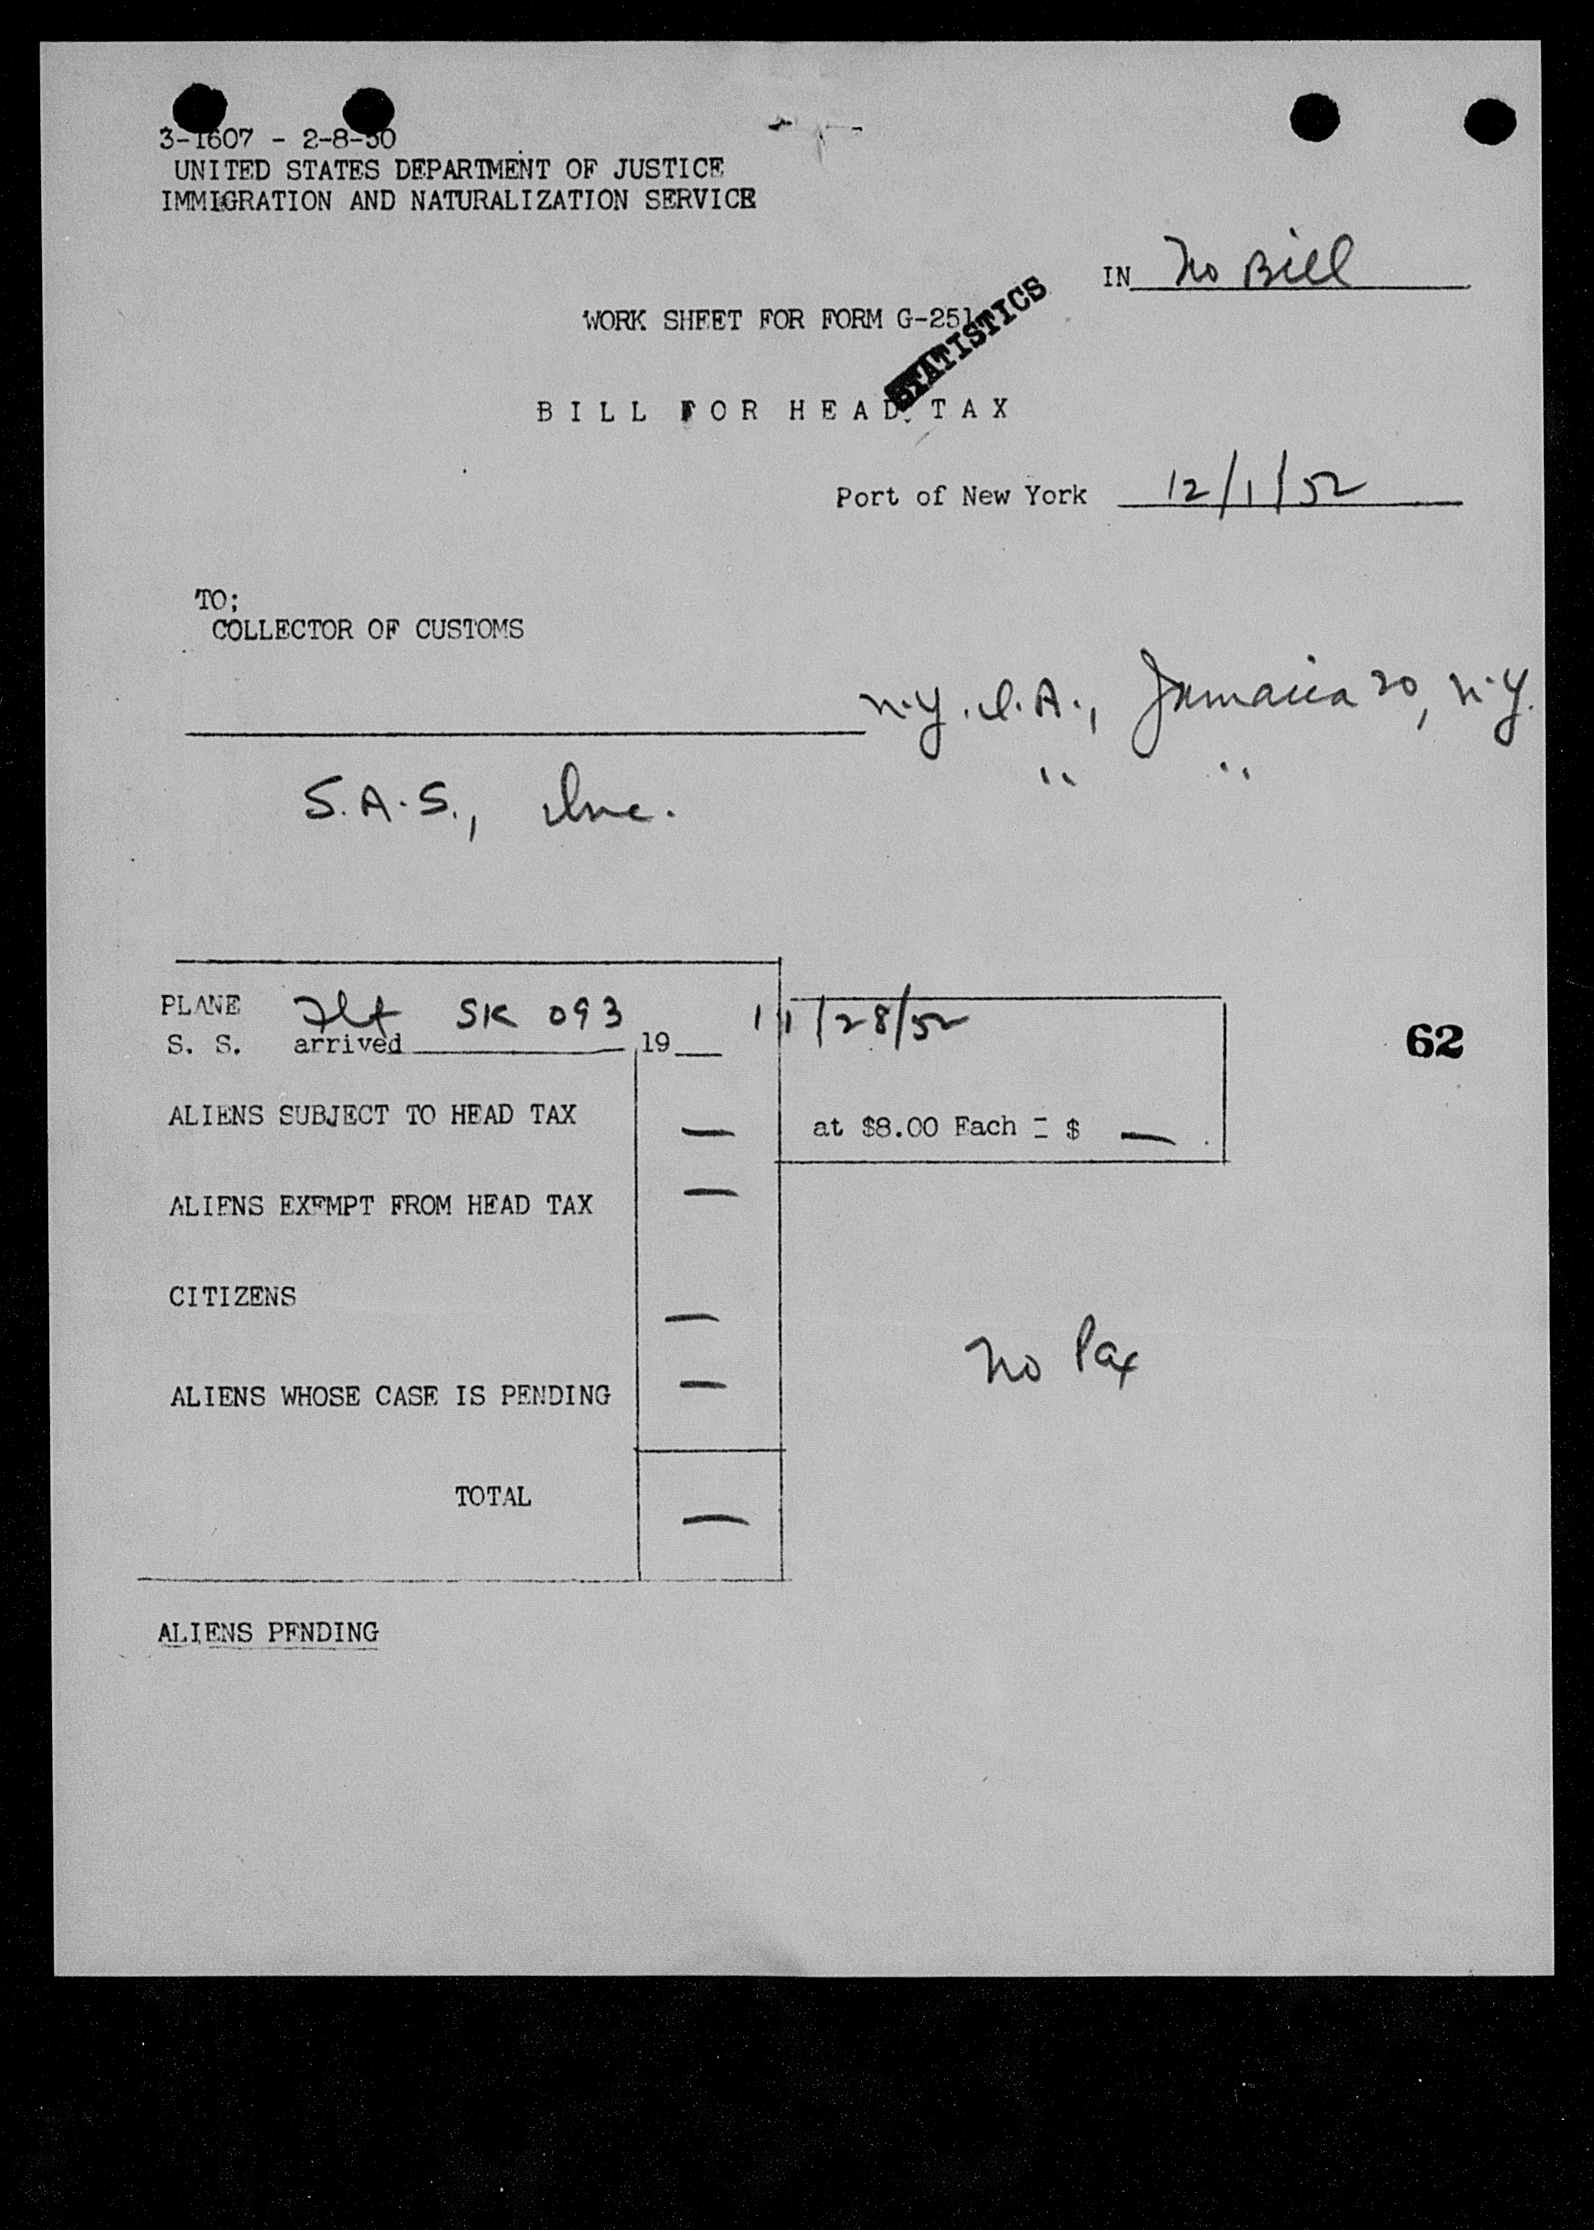 3-1607 - 2-8-50
UNITED STATES DEPARTMENT OF JUSTICE
IMMIGRATION AND NATURALIZATION SERVICE
IN No Bill
WORK SHEET FOR FORM G-251
STATISTICS
BILL FOR HEAD TAX
Port of New York 12/1/52
TO:
COLLECTOR OF CUSTOMS
N.Y.I.A., Jamaica 20, N.Y.
S.A.S., Inc. " "
PLANE Flt SK 093 11/28/52
S. S. arrived 19
62
ALIENS SUBJECT TO HEAD TAX — at $8.00 Each = $ — .
ALIENS EXEMPT FROM HEAD TAX —
CITIZENS —
No Pax
ALIENS WHOSE CASE IS PENDING —
TOTAL —
ALIENS PENDING